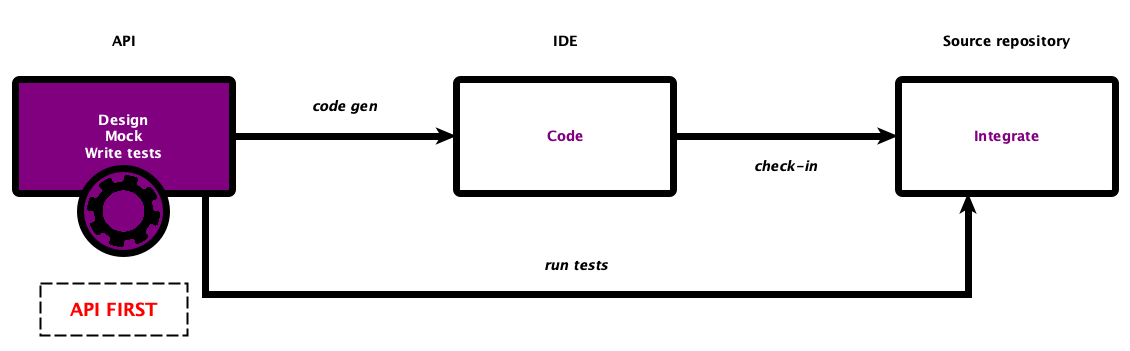 API
IDE
Source repository
code gen
Design
Mock
Write tests
Code
Integrate
check-in
run tests
API FIRST